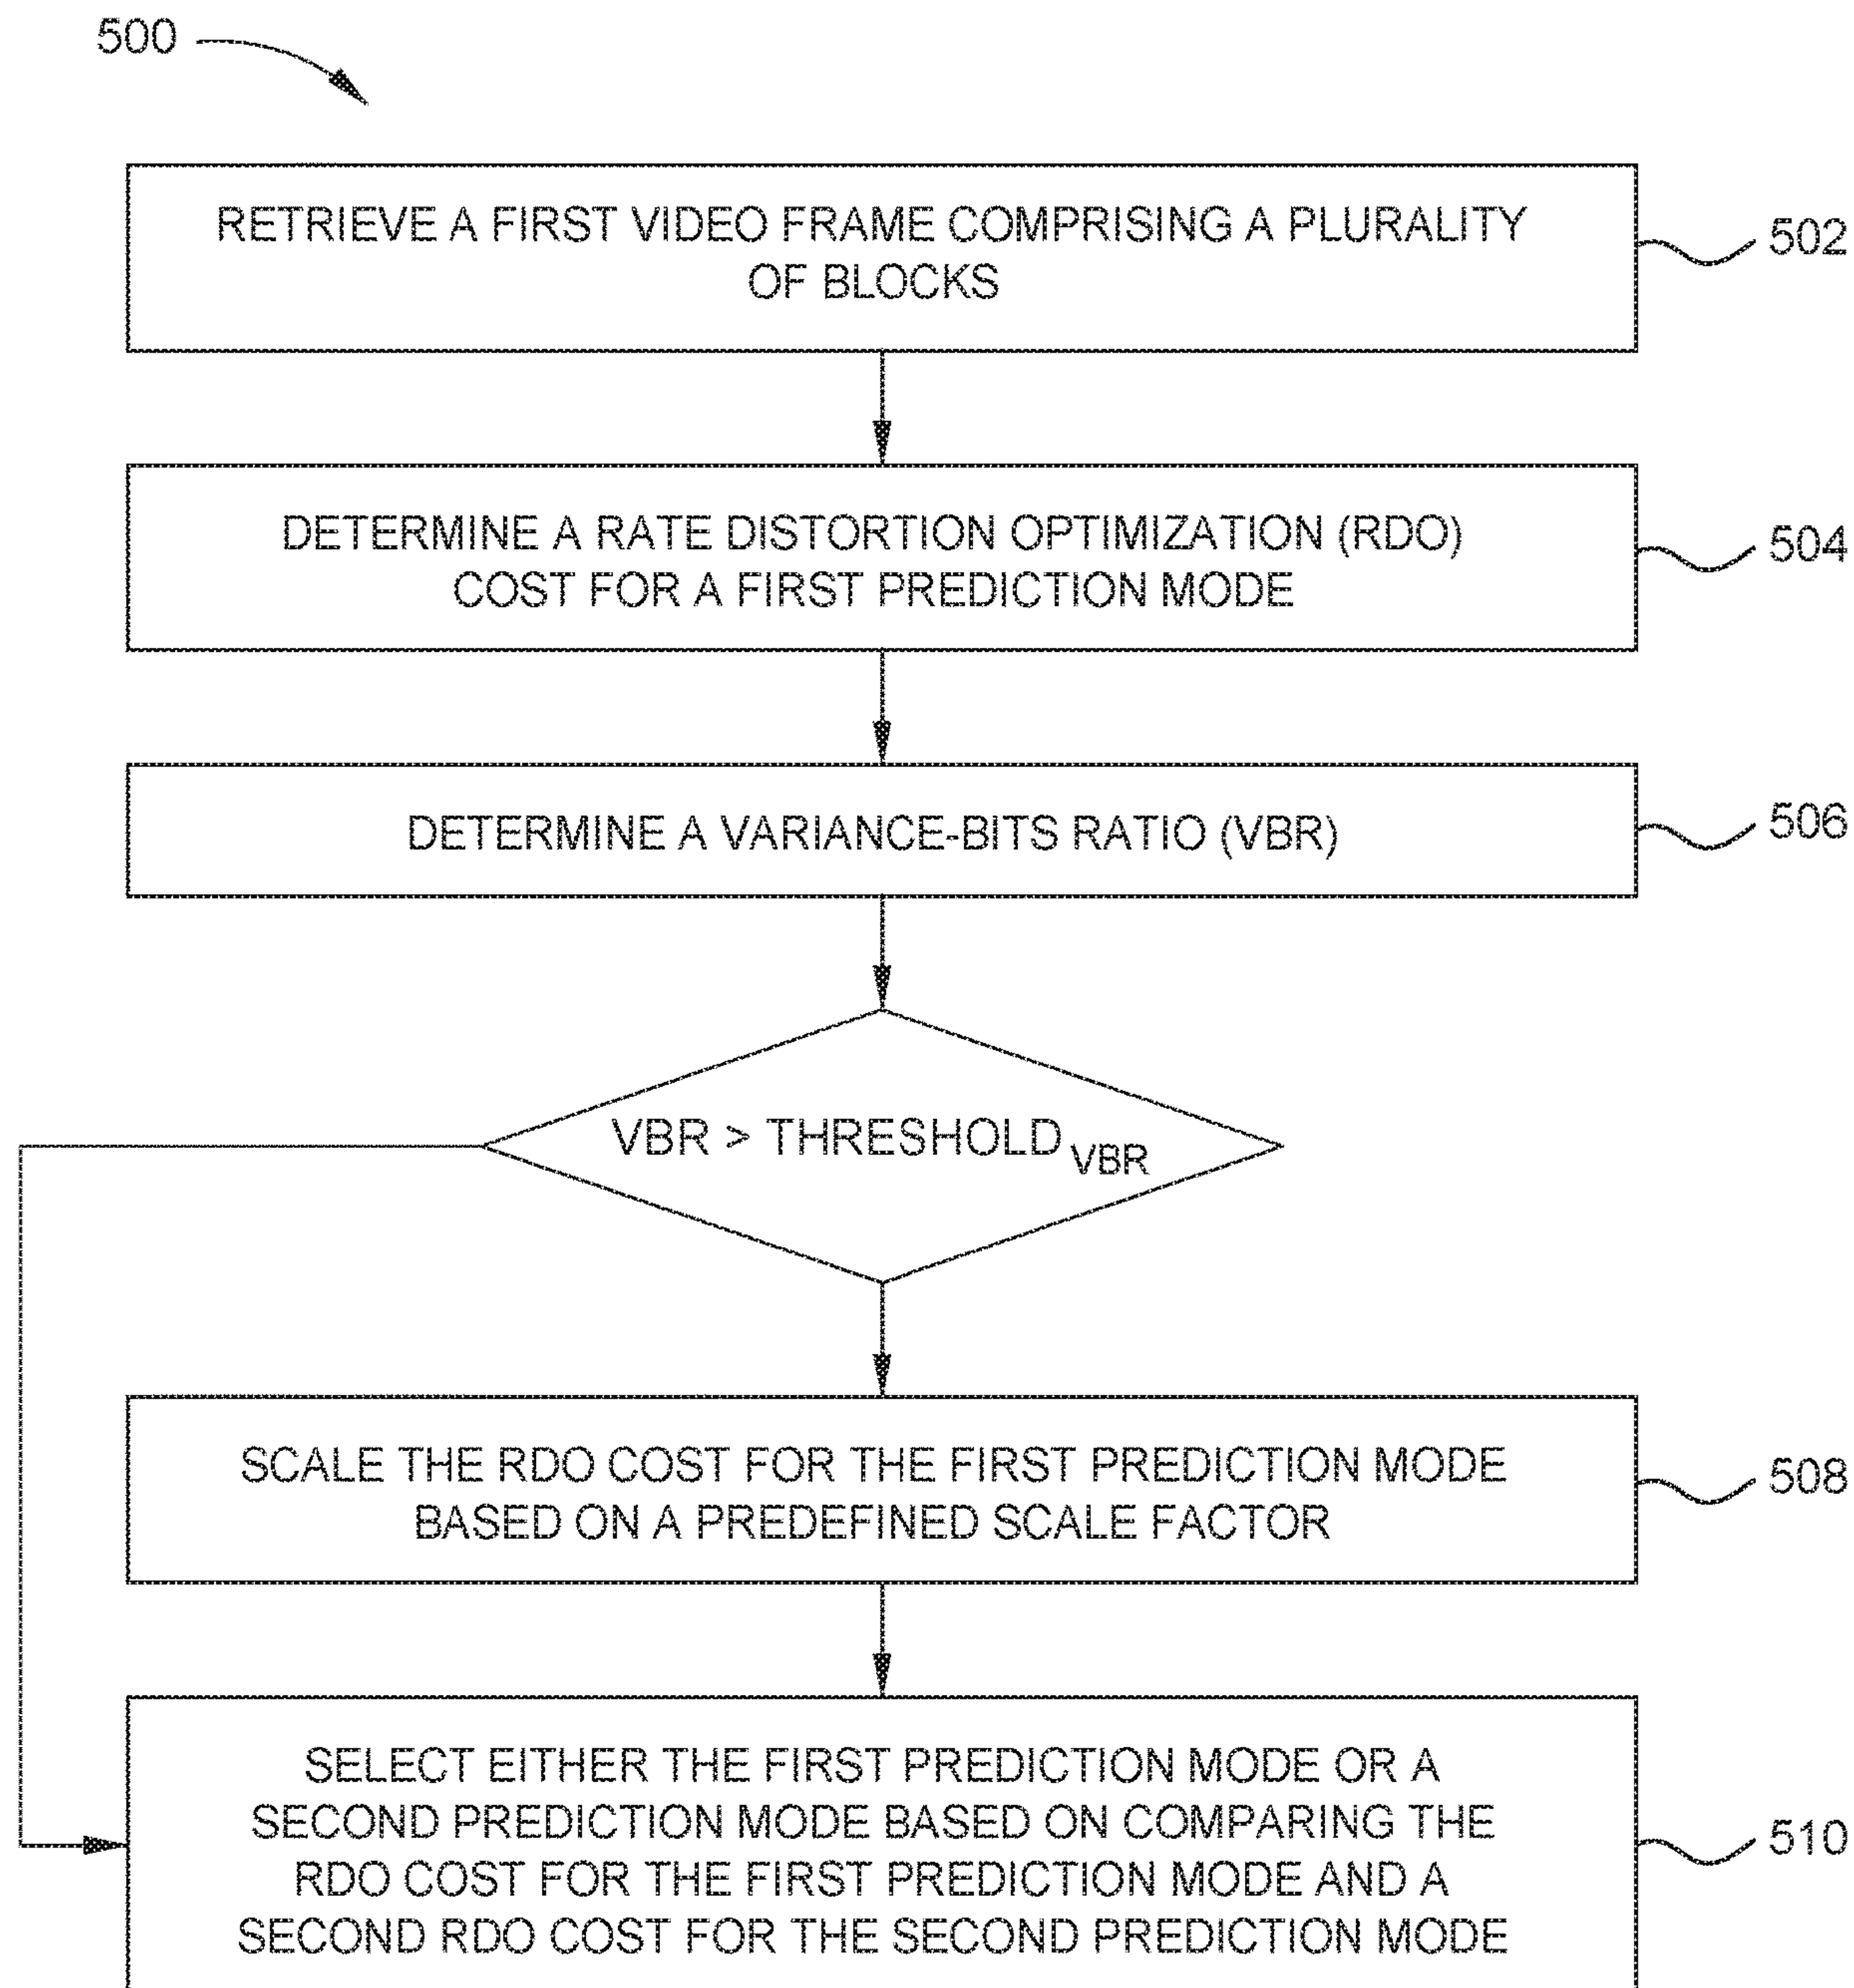 500
RETRIEVE A FIRST VIDEO FRAME COMPRISING A PLURALITY
OF BLOCKS
502
DETERMINE A RATE DISTORTION OPTIMIZATION (RDO)
COST FOR A FIRST PREDICTION MODE
504
DETERMINE A VARIANCE-BITS RATIO (VBR)
506
VBR > THRESHOLD VBR
SCALE THE RDO COST FOR THE FIRST PREDICTION MODE
BASED ON A PREDEFINED SCALE FACTOR
508
SELECT EITHER THE FIRST PREDICTION MODE OR A
SECOND PREDICTION MODE BASED ON COMPARING THE
RDO COST FOR THE FIRST PREDICTION MODE AND A
SECOND RDO COST FOR THE SECOND PREDICTION MODE
510